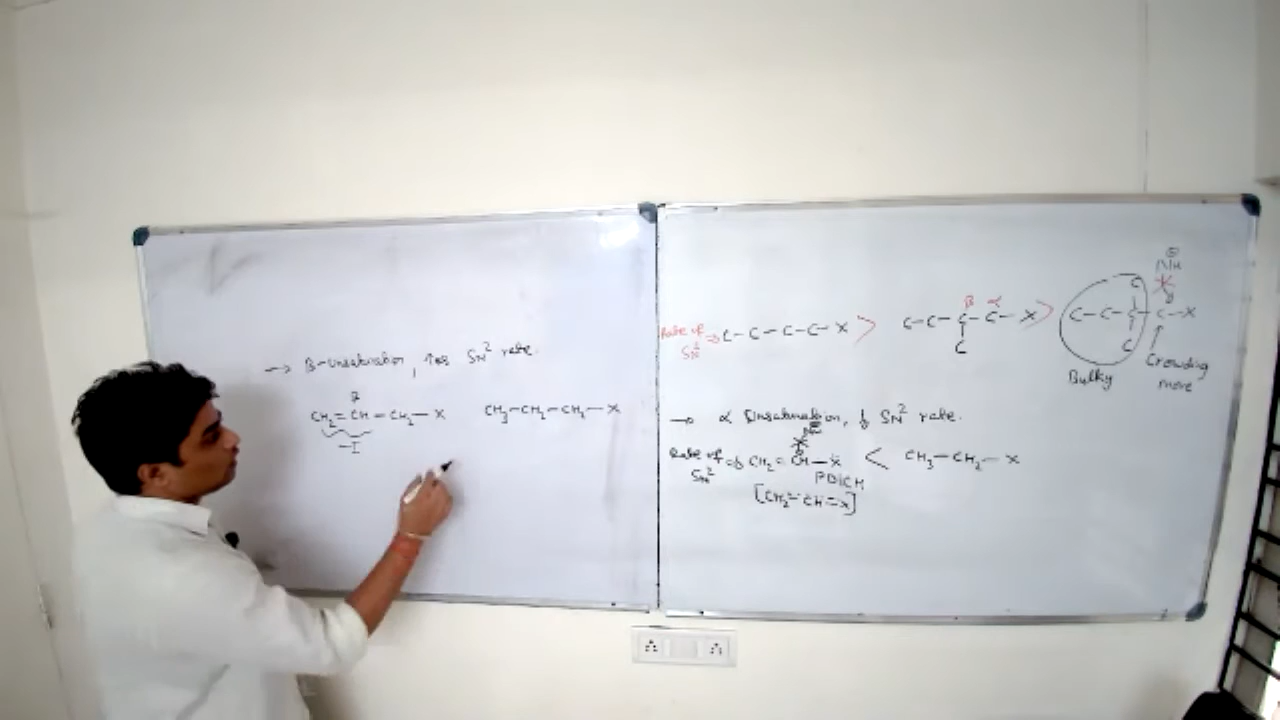 → β-Unsaturation, ↑es SN² rate.
β
CH₂=CH-CH₂-X CH₃-CH₂-CH₂-X
-I
Rate of SN² ⇒ C-C-C-C-X > C-C-C-C-X > C-C-C-C-X
β α
C
C
C
Nu
Bulky
Crowding more
→ α Unsaturation, ↓ SN² rate.
Rate of SN² ⇒ CH₂=CH-X < CH₃-CH₂-X
[CH₂-CH=X]